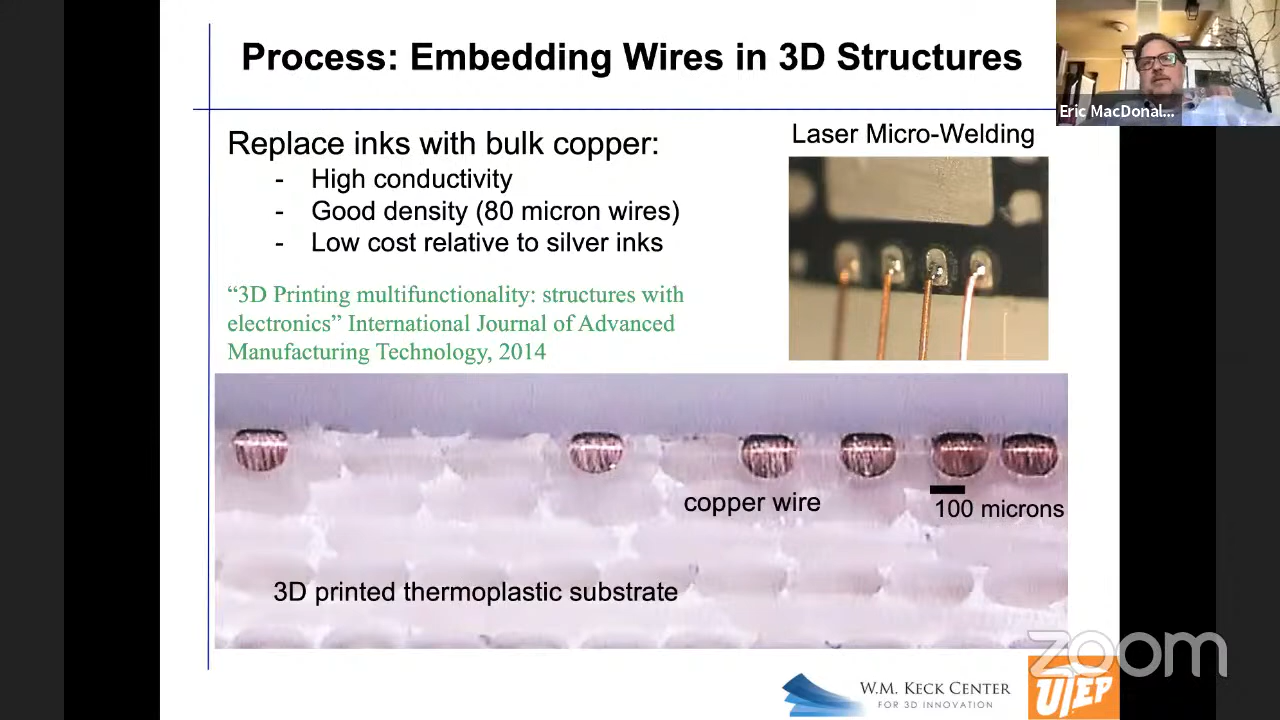 Process: Embedding Wires in 3D Structures
Eric MacDonal...
Replace inks with bulk copper:
- High conductivity
- Good density (80 micron wires)
- Low cost relative to silver inks
“3D Printing multifunctionality: structures with
electronics” International Journal of Advanced
Manufacturing Technology, 2014
Laser Micro-Welding
copper wire
100 microns
3D printed thermoplastic substrate
zoom
W.M. KECK CENTER
FOR 3D INNOVATION
UTEP